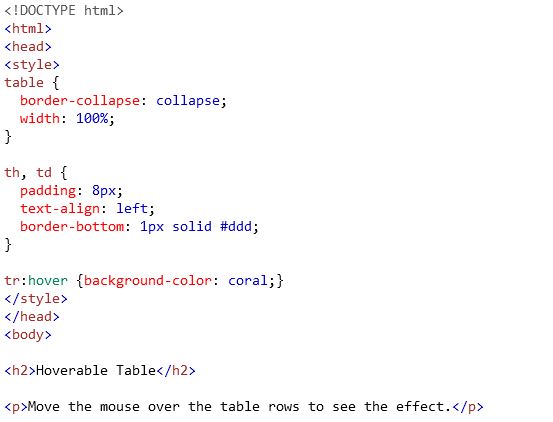 <!DOCTYPE html>
<html>
<head>
<style>
table {
  border-collapse: collapse;
  width: 100%;
}

th, td {
  padding: 8px;
  text-align: left;
  border-bottom: 1px solid #ddd;
}

tr:hover {background-color: coral;}
</style>
</head>
<body>

<h2>Hoverable Table</h2>

<p>Move the mouse over the table rows to see the effect.</p>